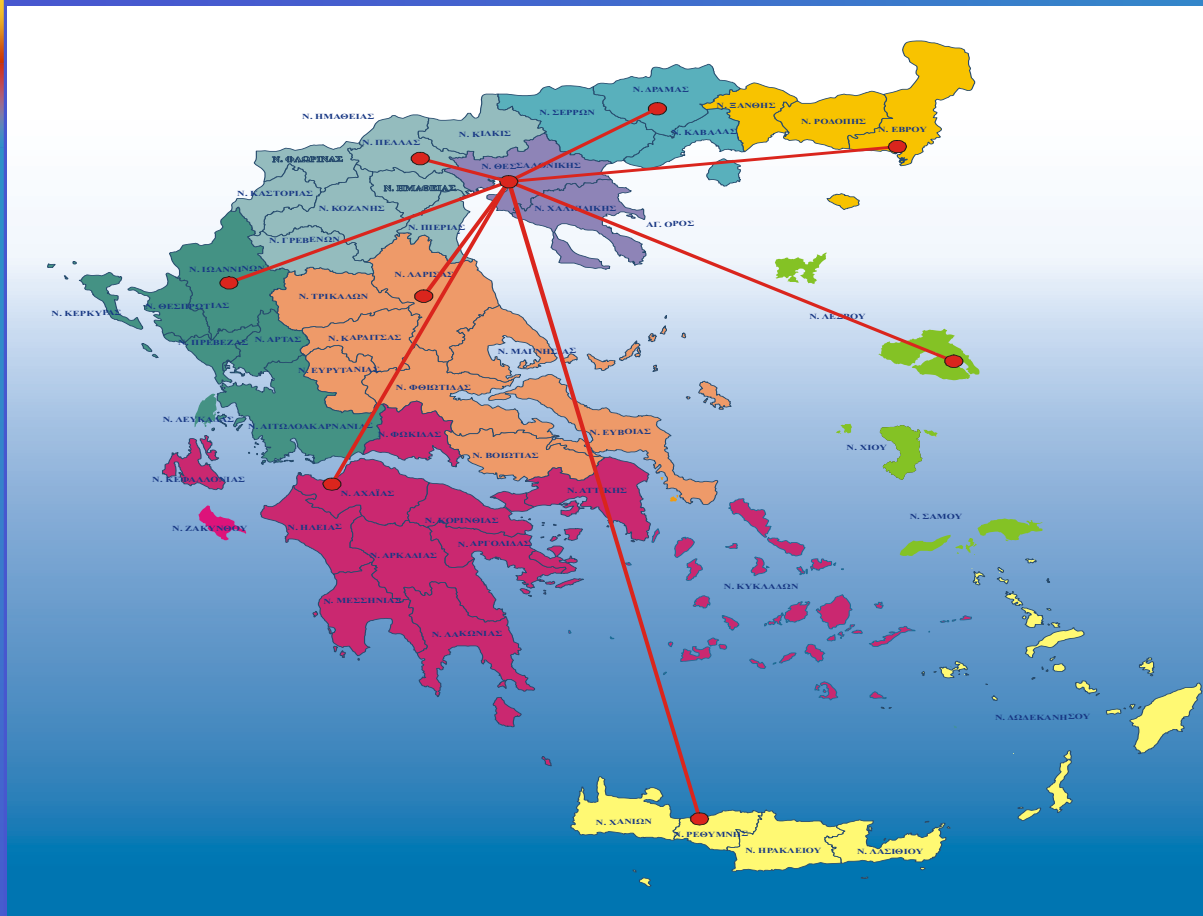 Ν. ΔΡΑΜΑΣ
Ν. ΞΑΝΘΗΣ
Ν. ΣΕΡΡΩΝ
Ν. ΗΜΑΘΕΙΑΣ
Ν. ΡΟΔΟΠΗΣ
Ν. ΕΒΡΟΥ
Ν. ΚΙΛΚΙΣ
Ν. ΚΑΒΑΛΑΣ
Ν. ΠΕΛΛΑΣ
Ν. ΦΛΩΡΙΝΑΣ
Ν. ΘΕΣΣΑΛΟΝΙΚΗΣ
Ν. ΗΜΑΘΕΙΑΣ
Ν. ΚΑΣΤΟΡΙΑΣ
Ν. ΚΟΖΑΝΗΣ
Ν. ΧΑΛΚΙΔΙΚΗΣ
ΑΓ. ΟΡΟΣ
Ν. ΠΙΕΡΙΑΣ
Ν. ΓΡΕΒΕΝΩΝ
Ν. ΙΩΑΝΝΙΝΩΝ
Ν. ΛΑΡΙΣΑΣ
Ν. ΤΡΙΚΑΛΩΝ
Ν. ΘΕΣΠΡΩΤΙΑΣ
Ν. ΚΕΡΚΥΡΑΣ
Ν. ΛΕΣΒΟΥ
Ν. ΠΡΕΒΕΖΑΣ
Ν. ΑΡΤΑΣ
Ν. ΚΑΡΔΙΤΣΑΣ
Ν. ΜΑΓΝΗΣΙΑΣ
Ν. ΕΥΡΥΤΑΝΙΑΣ
Ν. ΦΘΙΩΤΙΔΑΣ
Ν. ΛΕΥΚΑΔΑΣ
Ν. ΑΙΤΩΛΟΑΚΑΡΝΑΝΙΑΣ
Ν. ΦΩΚΙΔΑΣ
Ν. ΕΥΒΟΙΑΣ
Ν. ΧΙΟΥ
Ν. ΒΟΙΩΤΙΑΣ
Ν. ΚΕΦΑΛΛΟΝΙΑΣ
Ν. ΑΧΑΪΑΣ
Ν. ΑΤΤΙΚΗΣ
Ν. ΣΑΜΟΥ
Ν. ΖΑΚΥΝΘΟΥ
Ν. ΗΛΕΙΑΣ
Ν. ΚΟΡΙΝΘΙΑΣ
Ν. ΑΡΓΟΛΙΔΑΣ
Ν. ΑΡΚΑΔΙΑΣ
Ν. ΚΥΚΛΑΔΩΝ
Ν. ΜΕΣΣΗΝΙΑΣ
Ν. ΛΑΚΩΝΙΑΣ
Ν. ΔΩΔΕΚΑΝΗΣΟΥ
Ν. ΧΑΝΙΩΝ
Ν. ΡΕΘΥΜΝΗΣ
Ν. ΗΡΑΚΛΕΙΟΥ
Ν. ΛΑΣΙΘΙΟΥ